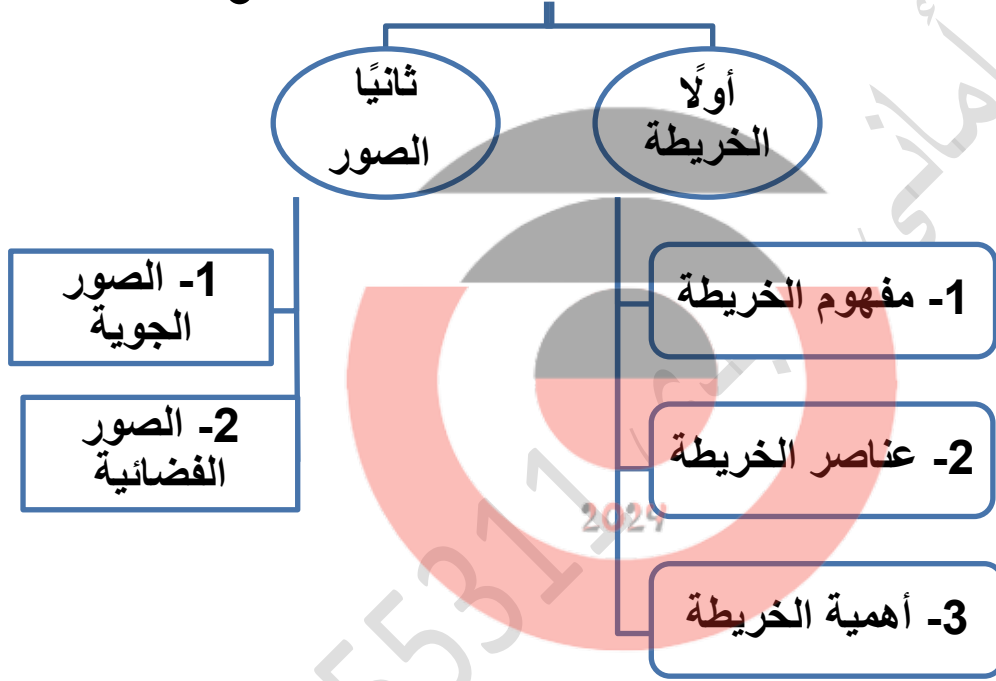 أولًا
الخريطة
1- مفهوم الخريطة
2- عناصر الخريطة
3- أهمية الخريطة
ثانيًا
الصور
1- الصور
الجوية
2- الصور
الفضائية
2024